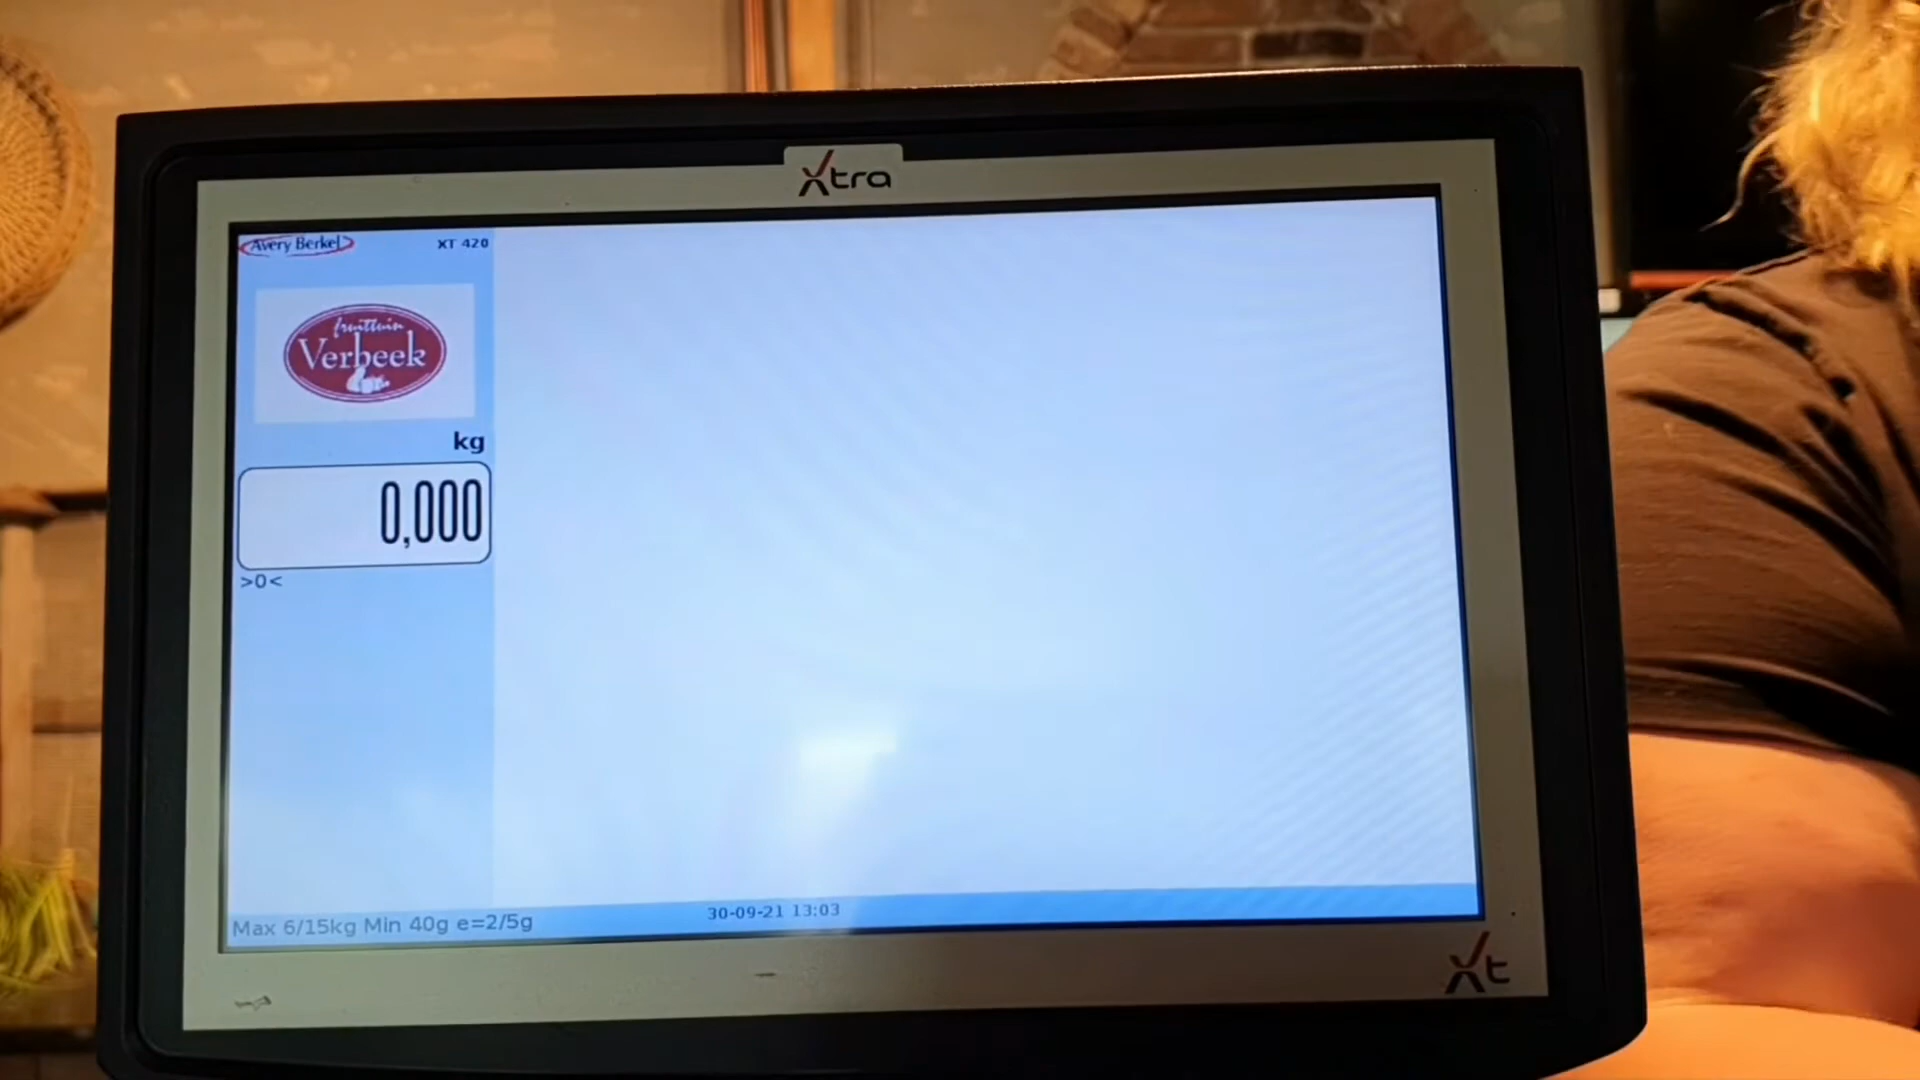 Xtra
Avery Berkel XT 420
fruittuin
Verbeek
kg
0,000
>0<
Max 6/15kg Min 40g e=2/5g 30-09-21 13:03
Xt